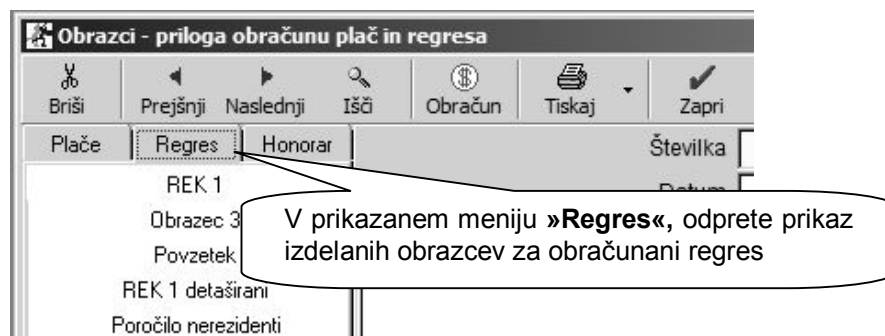 Obrazci - priloga obračunu plač in regresa
Briši Prejšnji Naslednji Išči Obračun Tiskaj Zapri
Plače Regres Honorar Številka
REK 1 Datum
Obrazec 3
Povzetek
REK 1 detaširani
Poročilo nerezidenti
V prikazanem meniju »Regres«, odprete prikaz
izdelanih obrazcev za obračunani regres